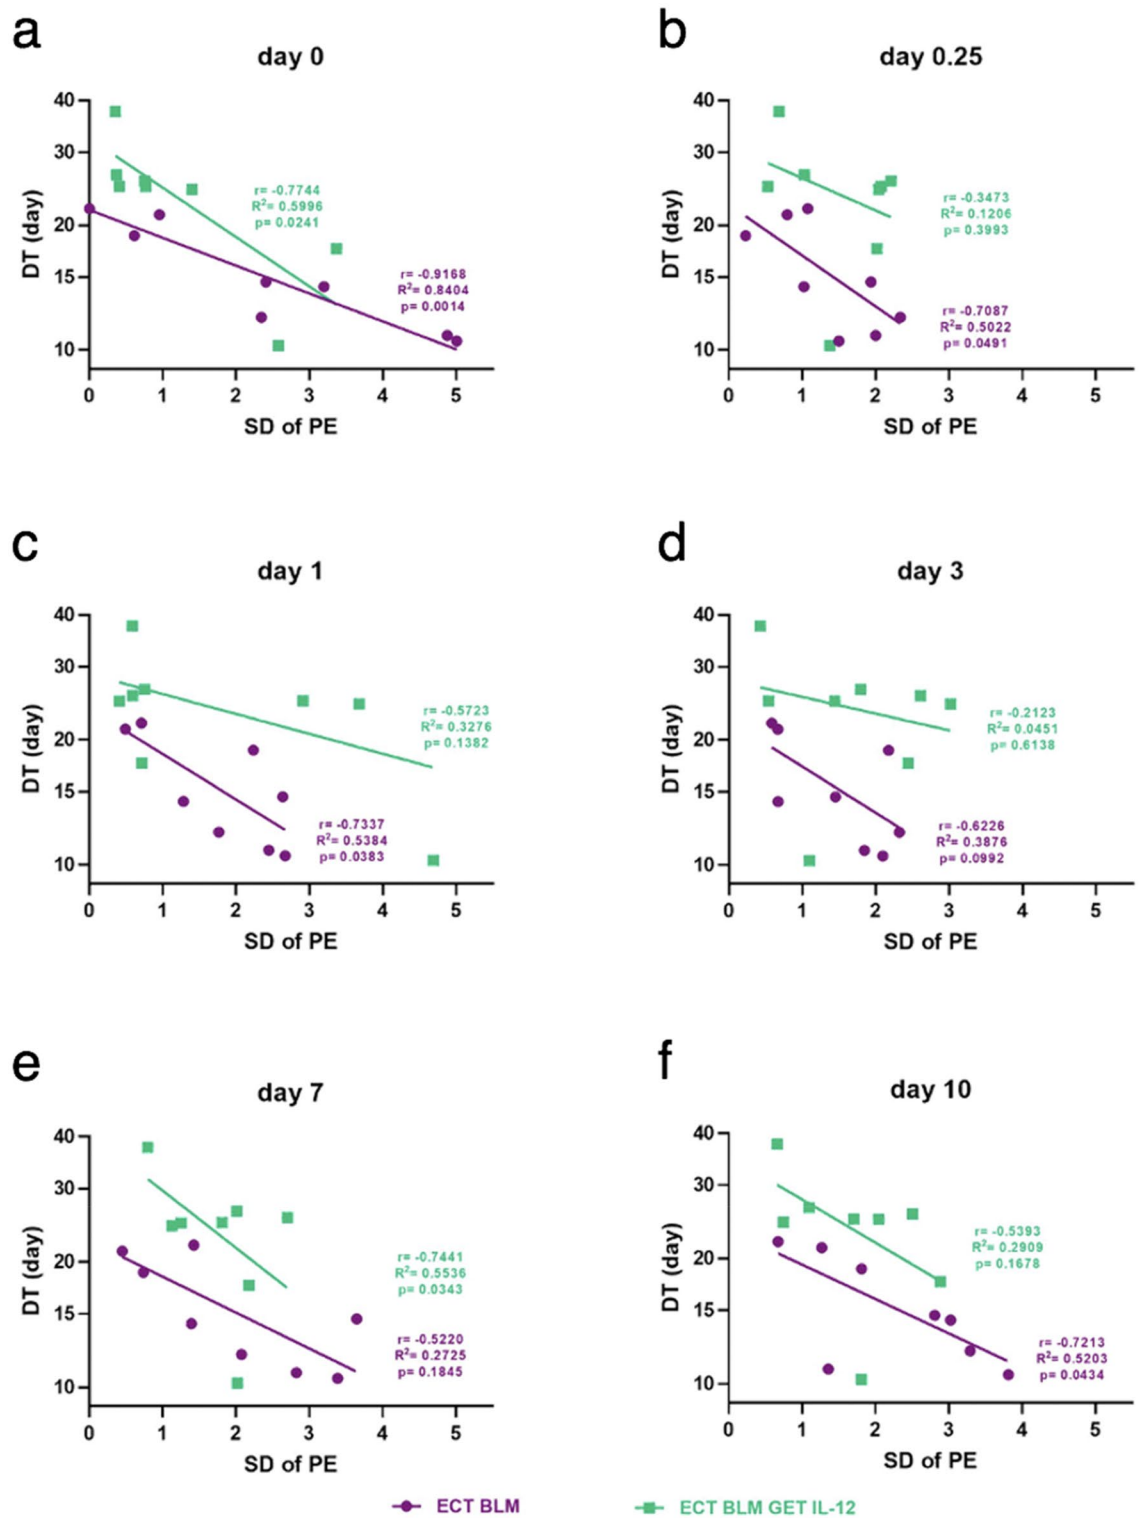 a
day 0
40
30
20
15
10
DT (day)
0 1 2 3 4 5
SD of PE
r= -0.7744
R²= 0.5996
p= 0.0241
r= -0.9168
R²= 0.8404
p= 0.0014
b
day 0.25
40
30
20
15
10
DT (day)
0 1 2 3 4 5
SD of PE
r= -0.3473
R²= 0.1206
p= 0.3993
r= -0.7087
R²= 0.5022
p= 0.0491
c
day 1
40
30
20
15
10
DT (day)
0 1 2 3 4 5
SD of PE
r= -0.5723
R²= 0.3276
p= 0.1382
r= -0.7337
R²= 0.5384
p= 0.0383
d
day 3
40
30
20
15
10
DT (day)
0 1 2 3 4 5
SD of PE
r= -0.2123
R²= 0.0451
p= 0.6138
r= -0.6226
R²= 0.3876
p= 0.0992
e
day 7
40
30
20
15
10
DT (day)
0 1 2 3 4 5
SD of PE
r= -0.7441
R²= 0.5536
p= 0.0343
r= -0.5220
R²= 0.2725
p= 0.1845
f
day 10
40
30
20
15
10
DT (day)
0 1 2 3 4 5
SD of PE
r= -0.5393
R²= 0.2909
p= 0.1678
r= -0.7213
R²= 0.5203
p= 0.0434
ECT BLM
ECT BLM GET IL-12